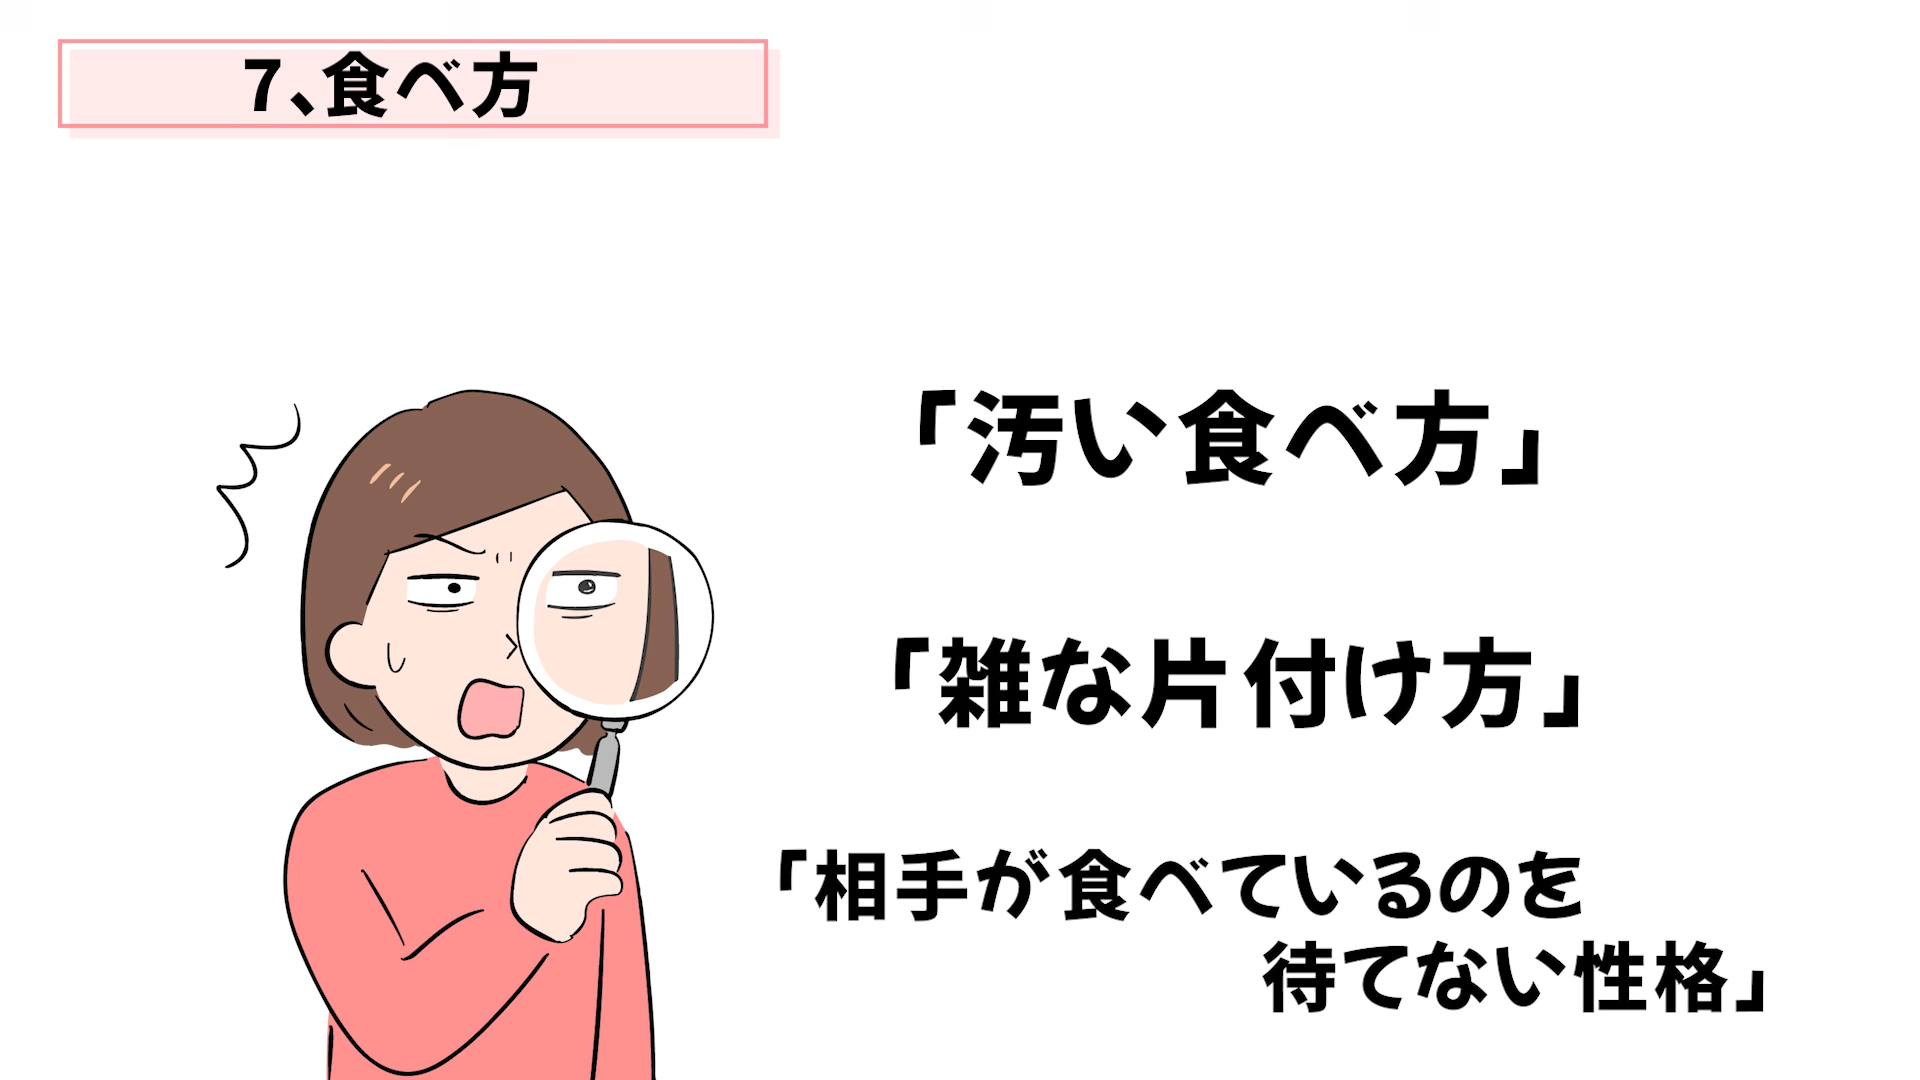 7、食べ方
「汚い食べ方」
「雑な片付け方」
「相手が食べているのを
待てない性格」